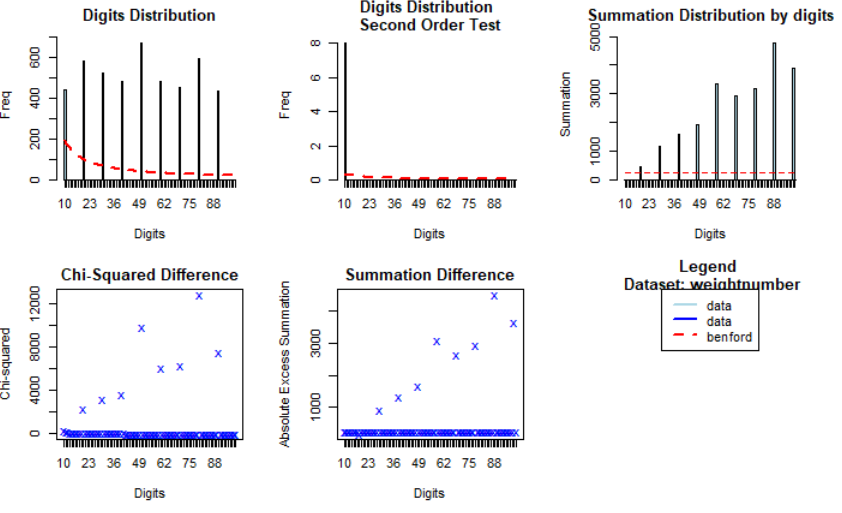 Digits Distribution
Freq
600
400
200
0
10 23 36 49 62 75 88
Digits
Digits Distribution
Second Order Test
Freq
8
6
4
2
0
10 23 36 49 62 75 88
Digits
Summation Distribution by digits
Summation
5000
3000
1000
0
10 23 36 49 62 75 88
Digits
Chi-Squared Difference
Chi-squared
12000
8000
4000
0
10 23 36 49 62 75 88
Digits
Summation Difference
Absolute Excess Summation
3000
1000
10 23 36 49 62 75 88
Digits
Legend
Dataset: weightnumber
data
data
benford